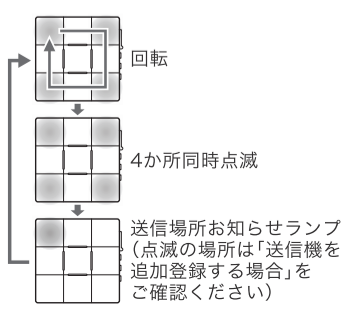 回転
4か所同時点滅
送信場所お知らせランプ
（点滅の場所は「送信機を
追加登録する場合」を
ご確認ください）